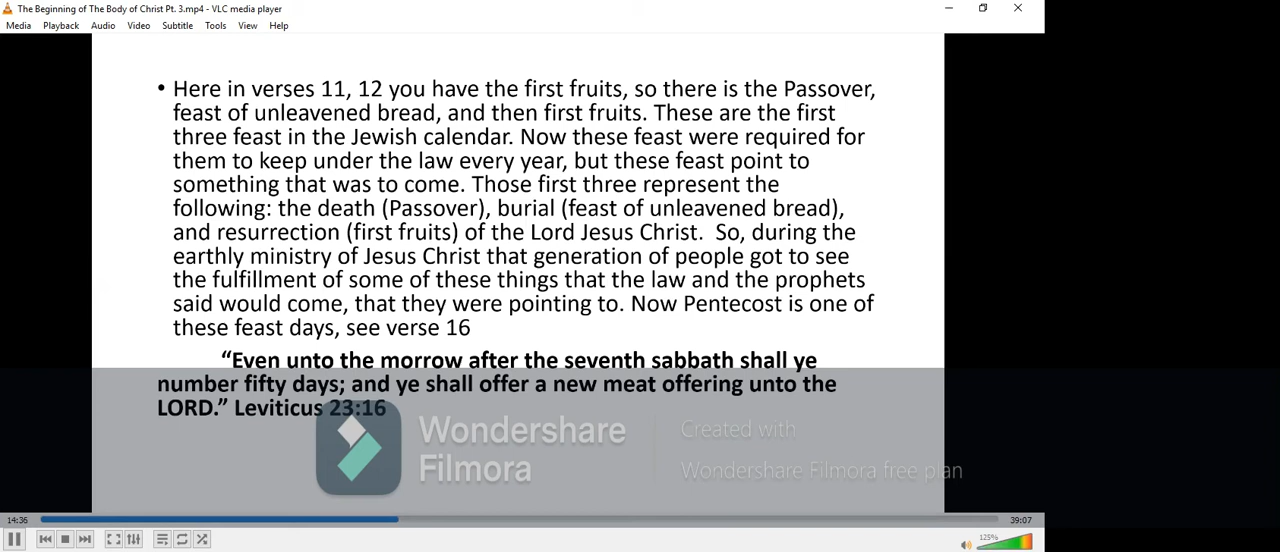 The Beginning of The Body of Christ Pt. 3.mp4 - VLC media player
Media Playback Audio Video Subtitle Tools View Help
• Here in verses 11, 12 you have the first fruits, so there is the Passover,
feast of unleavened bread, and then first fruits. These are the first
three feast in the Jewish calendar. Now these feast were required for
them to keep under the law every year, but these feast point to
something that was to come. Those first three represent the
following: the death (Passover), burial (feast of unleavened bread),
and resurrection (first fruits) of the Lord Jesus Christ.  So, during the
earthly ministry of Jesus Christ that generation of people got to see
the fulfillment of some of these things that the law and the prophets
said would come, that they were pointing to. Now Pentecost is one of
these feast days, see verse 16
“Even unto the morrow after the seventh sabbath shall ye
number fifty days; and ye shall offer a new meat offering unto the
LORD.” Leviticus 23:16
Wondershare
Filmora
Created with
Wondershare Filmora free plan
14:36
39:07
125%